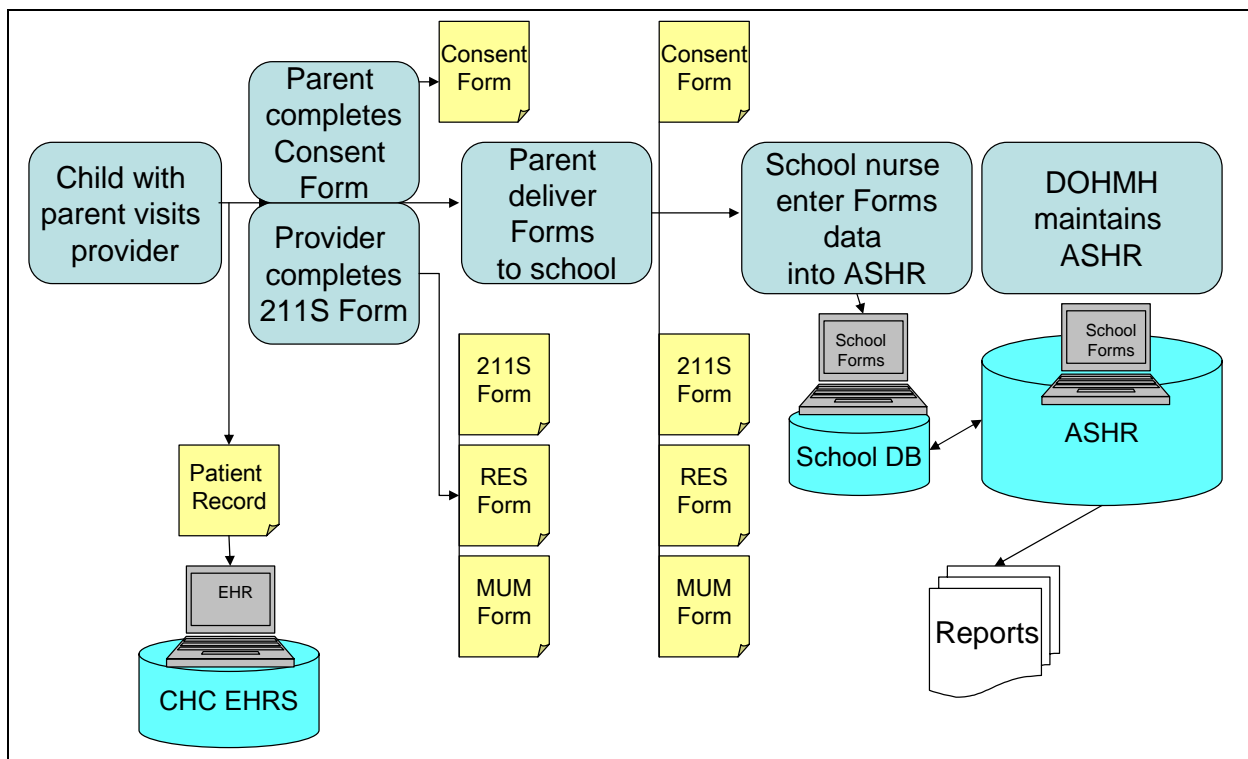 Child with
parent visits
provider
Parent
completes
Consent
Form
Provider
completes
211S Form
Consent
Form
Parent
deliver
Forms
to school
211S
Form
RES
Form
MUM
Form
Consent
Form
211S
Form
RES
Form
MUM
Form
School nurse
enter Forms
data
into ASHR
School
Forms
School DB
DOHMH
maintains
ASHR
School
Forms
ASHR
Reports
Patient
Record
EHR
CHC EHRS